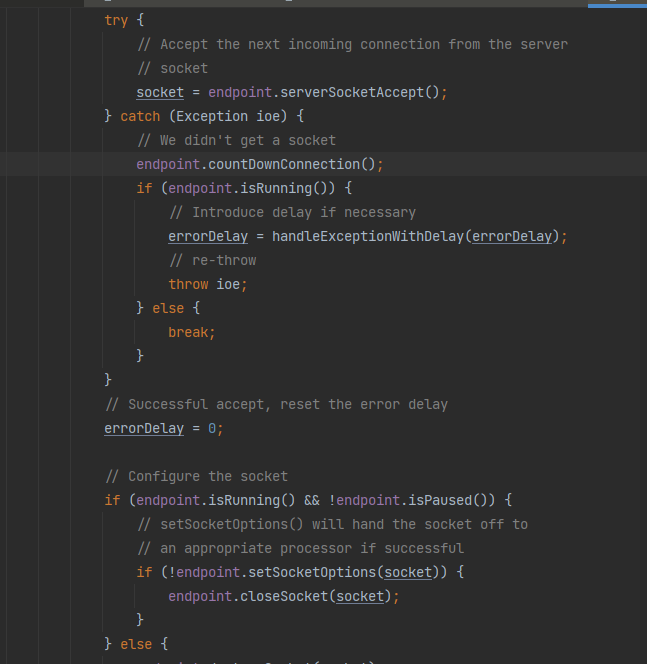 try {
// Accept the next incoming connection from the server
// socket
socket = endpoint.serverSocketAccept();
} catch (Exception ioe) {
// We didn't get a socket
endpoint.countDownConnection();
if (endpoint.isRunning()) {
// Introduce delay if necessary
errorDelay = handleExceptionWithDelay(errorDelay);
// re-throw
throw ioe;
} else {
break;
}
}
// Successful accept, reset the error delay
errorDelay = 0;
// Configure the socket
if (endpoint.isRunning() && !endpoint.isPaused()) {
// setSocketOptions() will hand the socket off to
// an appropriate processor if successful
if (!endpoint.setSocketOptions(socket)) {
endpoint.closeSocket(socket);
}
} else {